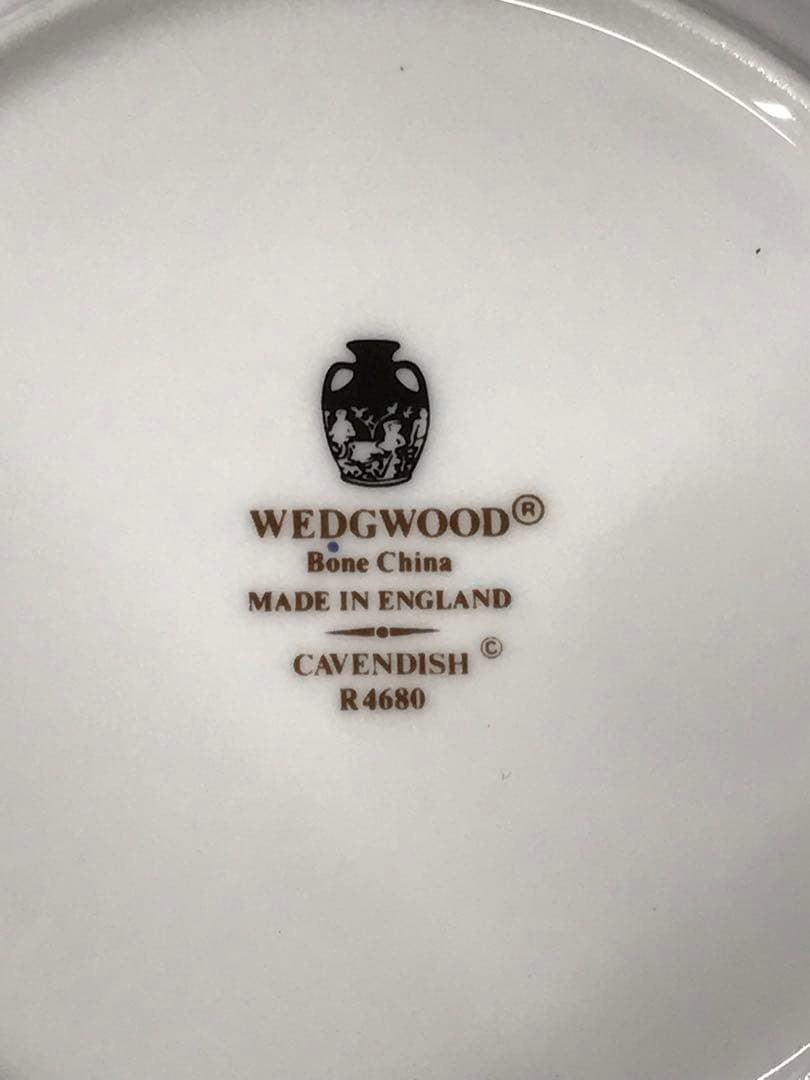 WEDGWOOD®
Bone China
MADE IN ENGLAND
CAVENDISH ©
R4680